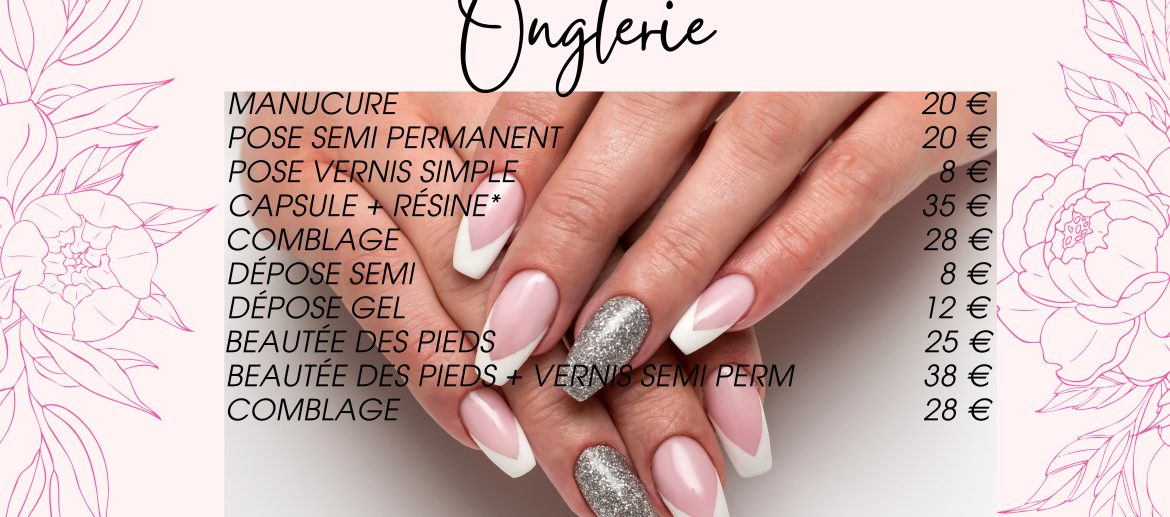 Onglerie
MANUCURE 20 €
POSE SEMI PERMANENT 20 €
POSE VERNIS SIMPLE 8 €
CAPSULE + RÉSINE* 35 €
COMBLAGE 28 €
DÉPOSE SEMI 8 €
DÉPOSE GEL 12 €
BEAUTÉE DES PIEDS 25 €
BEAUTÉE DES PIEDS + VERNIS SEMI PERM 38 €
COMBLAGE 28 €